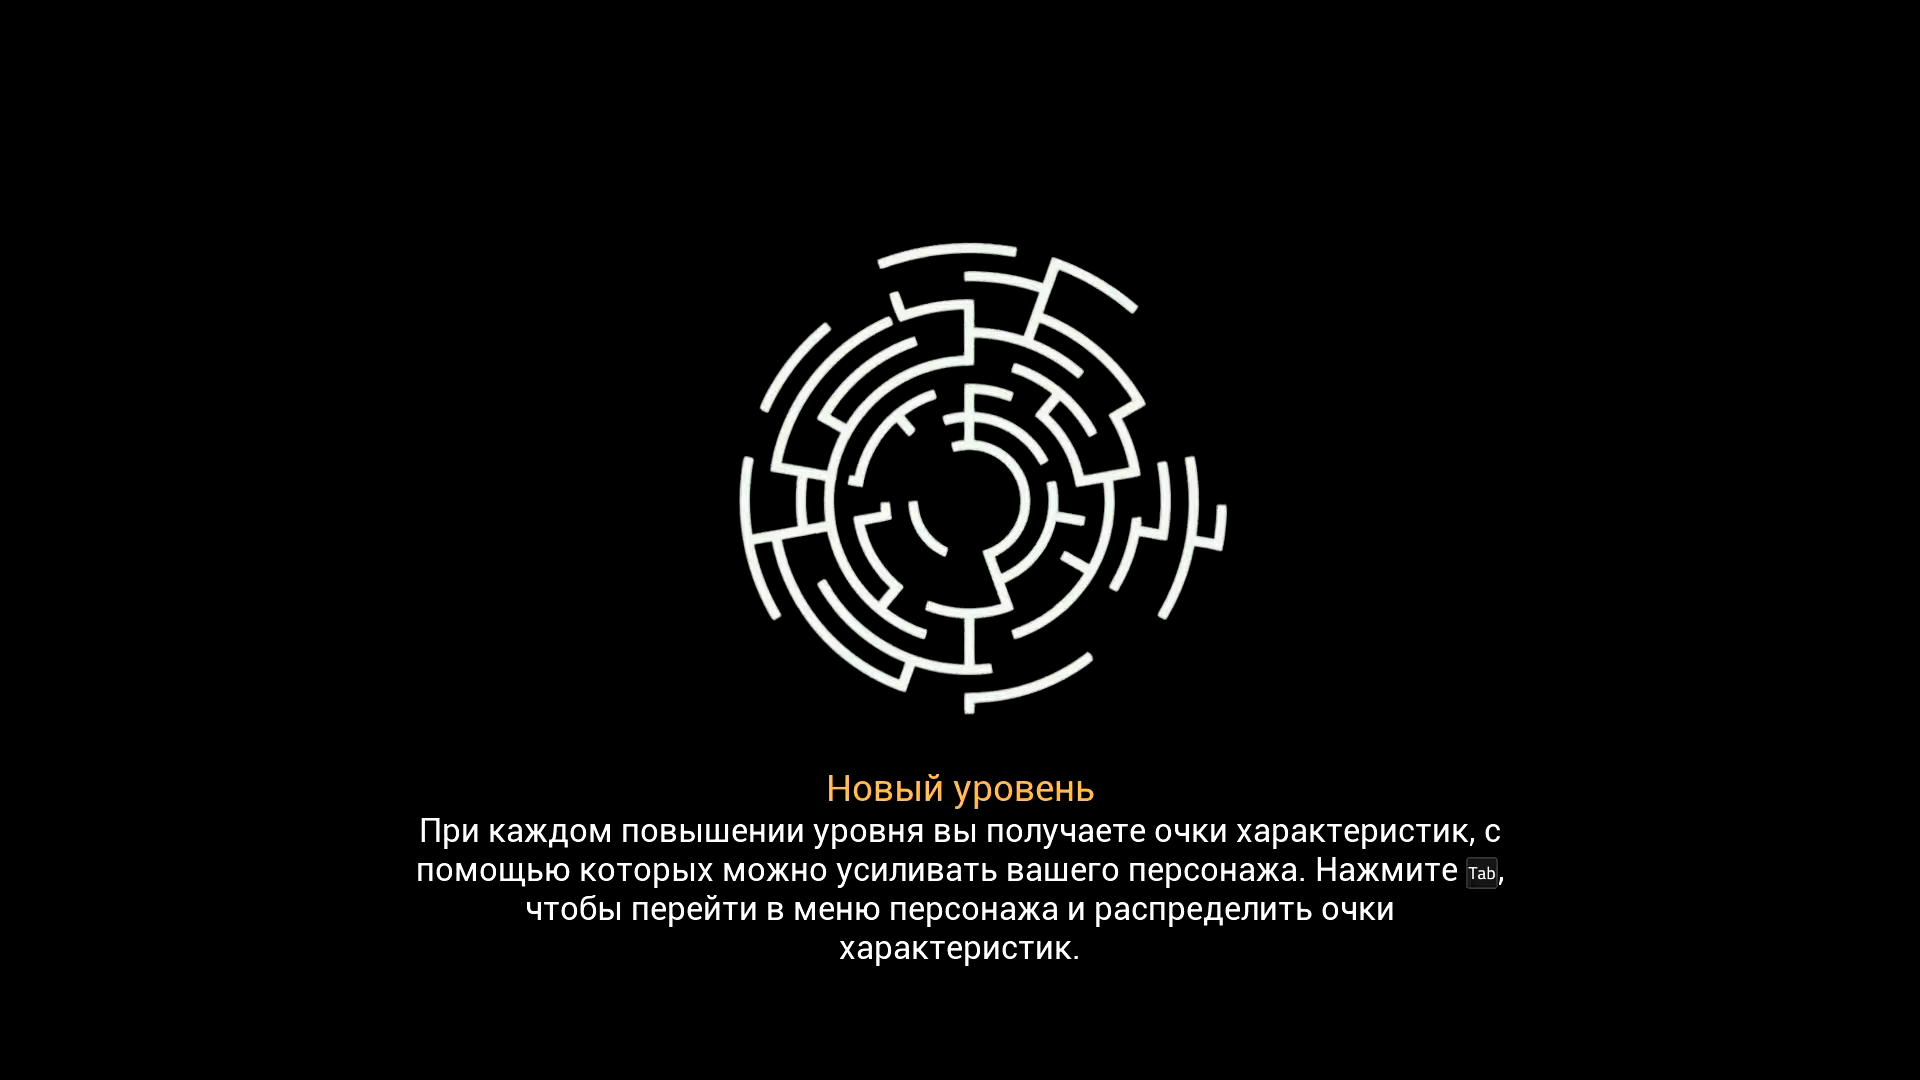 Новый уровень
При каждом повышении уровня вы получаете очки характеристик, с
помощью которых можно усиливать вашего персонажа. Нажмите Tab,
чтобы перейти в меню персонажа и распределить очки
характеристик.